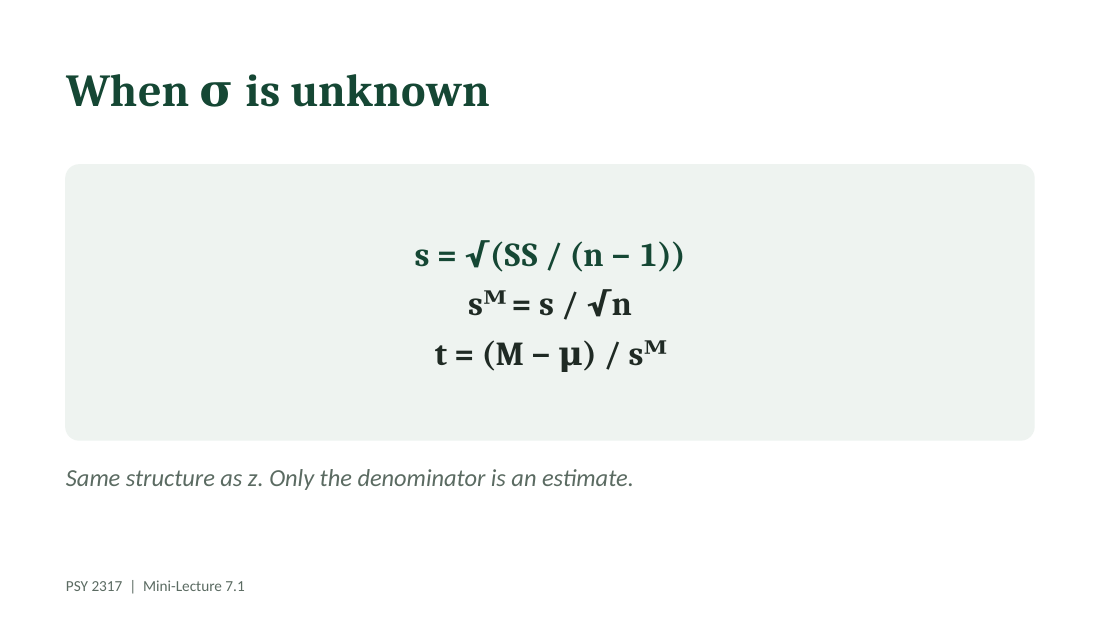 When σ is unknown
s = √(SS / (n − 1))
sᴹ = s / √n
t = (M − μ) / sᴹ
Same structure as z. Only the denominator is an estimate.
PSY 2317 | Mini-Lecture 7.1